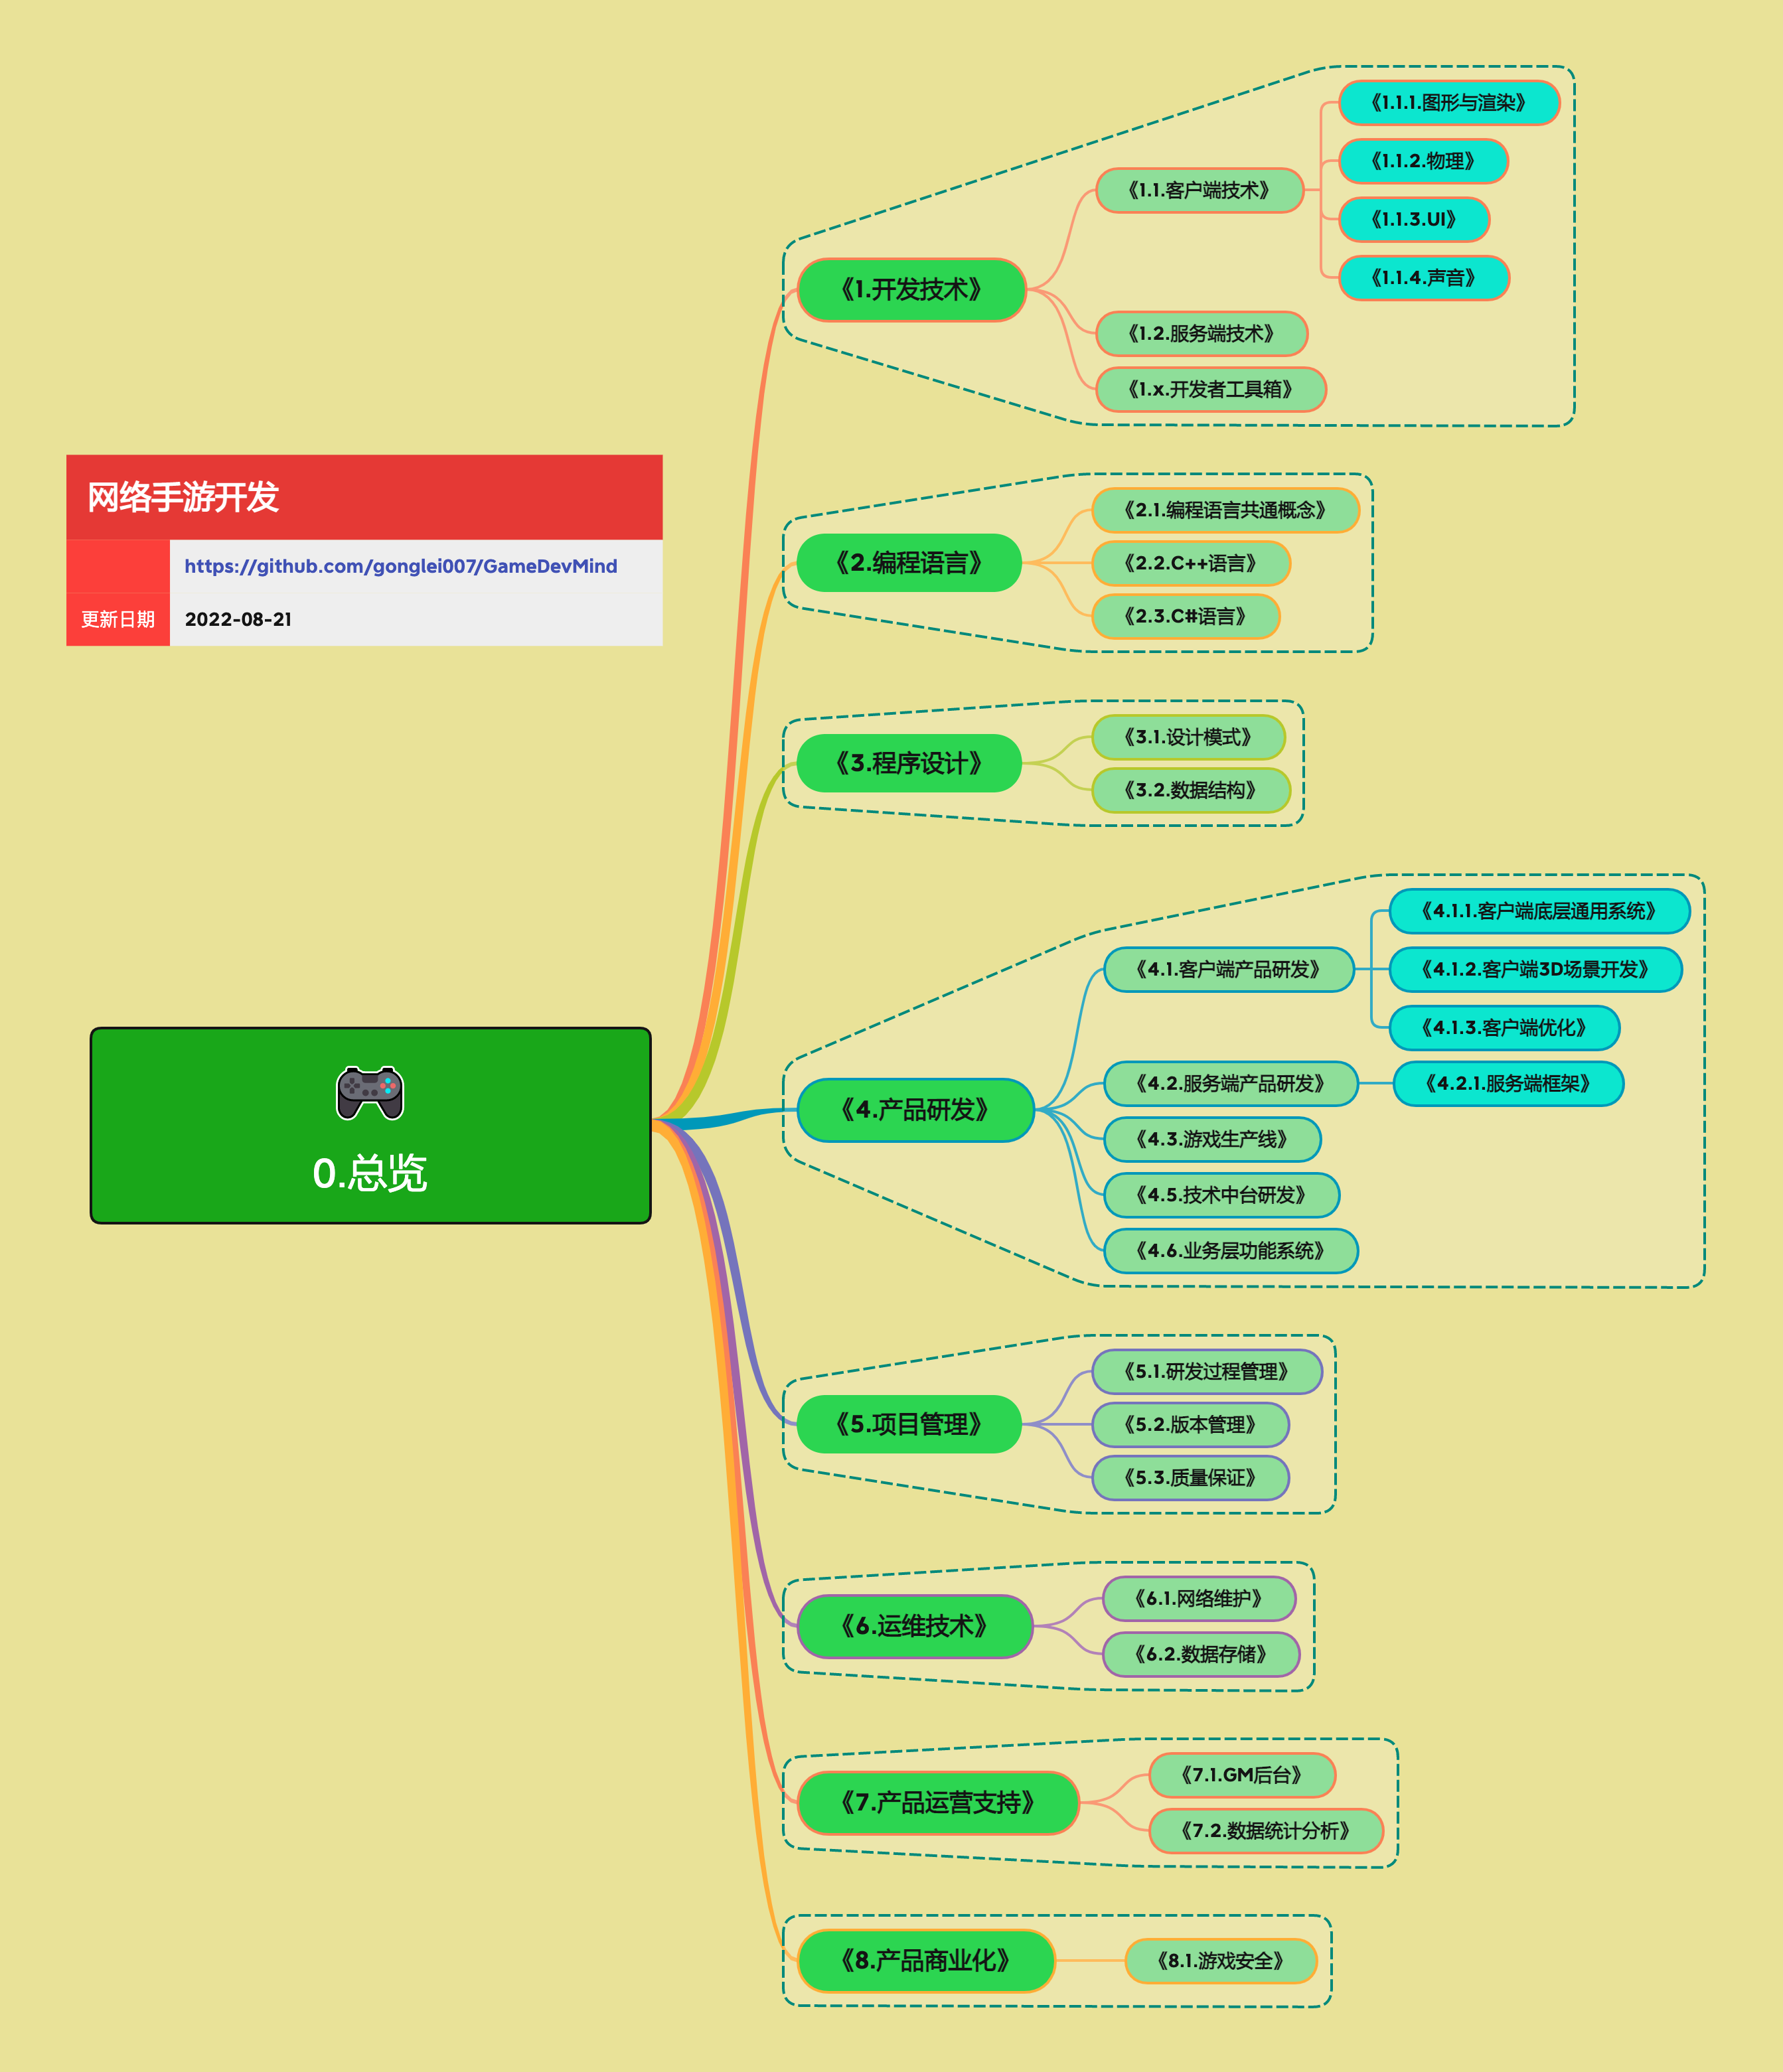 网络手游开发
https://github.com/gonglei007/GameDevMind
更新日期 2022-08-21
0.总览
《1.开发技术》
《1.1.客户端技术》
《1.1.1.图形与渲染》
《1.1.2.物理》
《1.1.3.UI》
《1.1.4.声音》
《1.2.服务端技术》
《1.x.开发者工具箱》
《2.编程语言》
《2.1.编程语言共通概念》
《2.2.C++语言》
《2.3.C#语言》
《3.程序设计》
《3.1.设计模式》
《3.2.数据结构》
《4.产品研发》
《4.1.客户端产品研发》
《4.1.1.客户端底层通用系统》
《4.1.2.客户端3D场景开发》
《4.1.3.客户端优化》
《4.2.服务端产品研发》
《4.2.1.服务端框架》
《4.3.游戏生产线》
《4.5.技术中台研发》
《4.6.业务层功能系统》
《5.项目管理》
《5.1.研发过程管理》
《5.2.版本管理》
《5.3.质量保证》
《6.运维技术》
《6.1.网络维护》
《6.2.数据存储》
《7.产品运营支持》
《7.1.GM后台》
《7.2.数据统计分析》
《8.产品商业化》
《8.1.游戏安全》